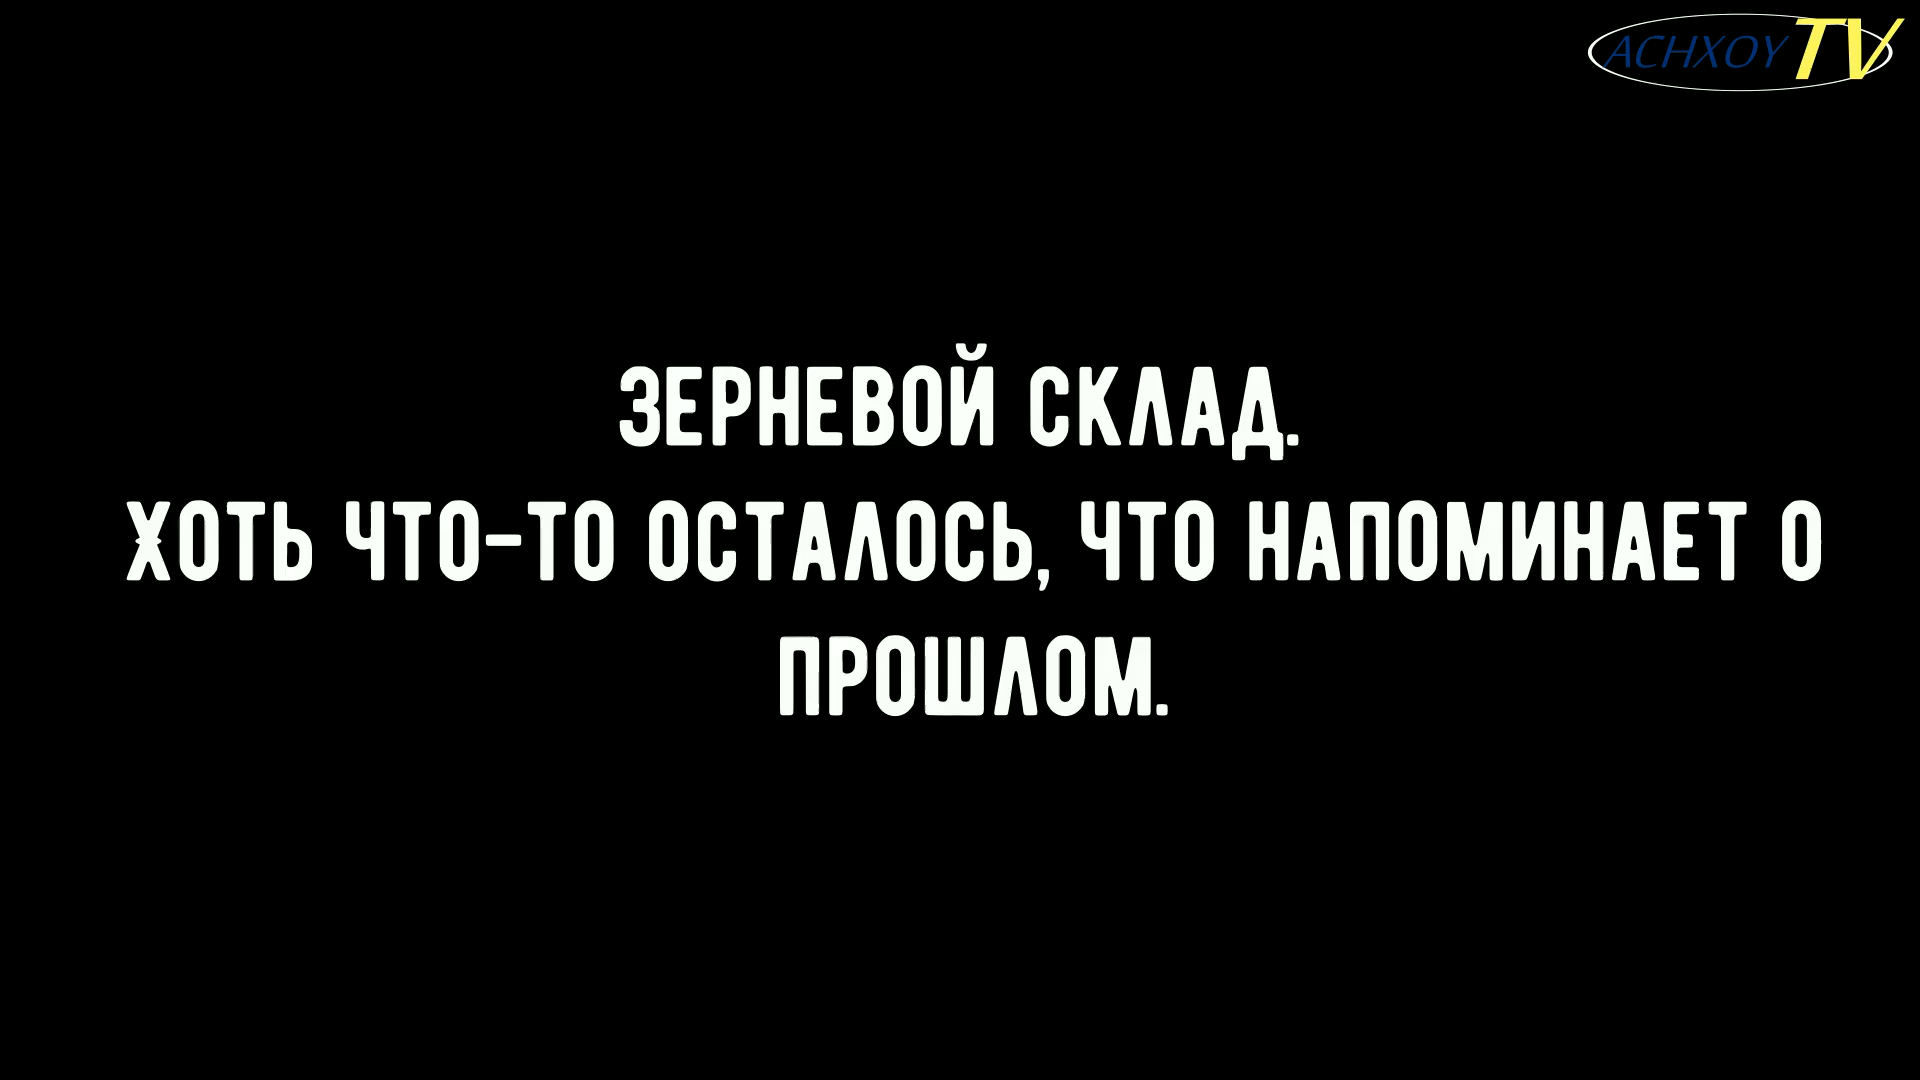 ACHXOY TV
ЗЕРНЕВОЙ СКЛАД.
ХОТЬ ЧТО-ТО ОСТАЛОСЬ, ЧТО НАПОМИНАЕТ О
ПРОШЛОМ.